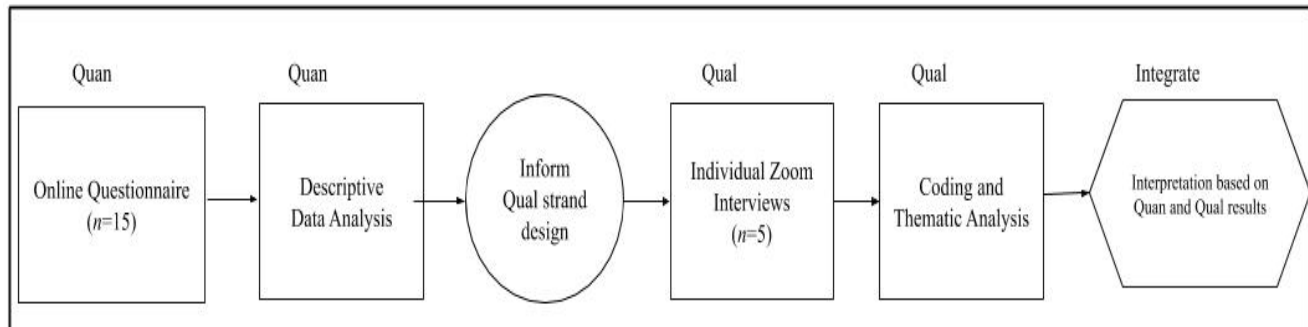 Quan
Quan
Qual
Qual
Integrate
Online Questionnaire
(n=15)
Descriptive
Data Analysis
Inform
Qual strand
design
Individual Zoom
Interviews
(n=5)
Coding and
Thematic Analysis
Interpretation based on
Quan and Qual results